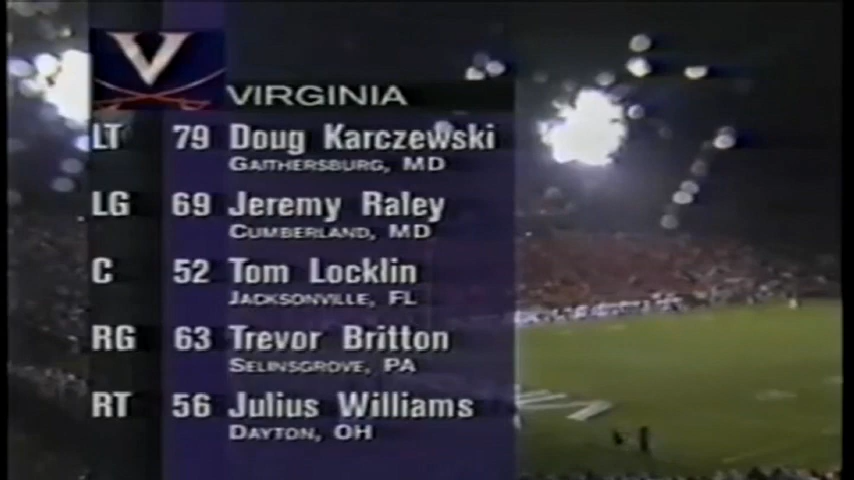 V
VIRGINIA
LT 79 Doug Karczewski
GAITHERSBURG, MD
LG 69 Jeremy Raley
CUMBERLAND, MD
C 52 Tom Locklin
JACKSONVILLE, FL
RG 63 Trevor Britton
SELINSGROVE, PA
RT 56 Julius Williams
DAYTON, OH